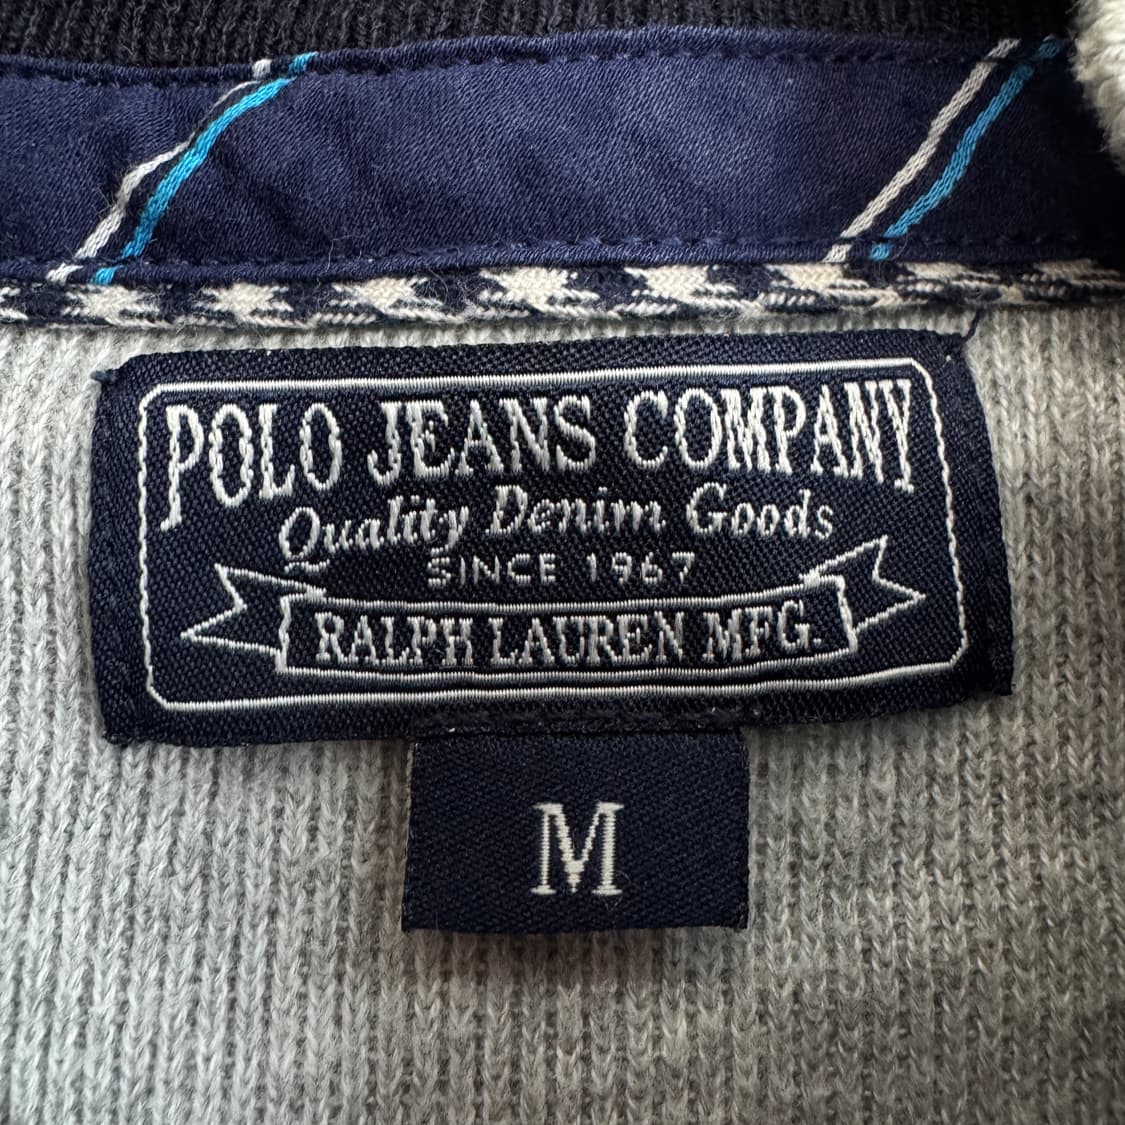 POLO JEANS COMPANY
Quality Denim Goods
SINCE 1967
RALPH LAUREN MFG.
M